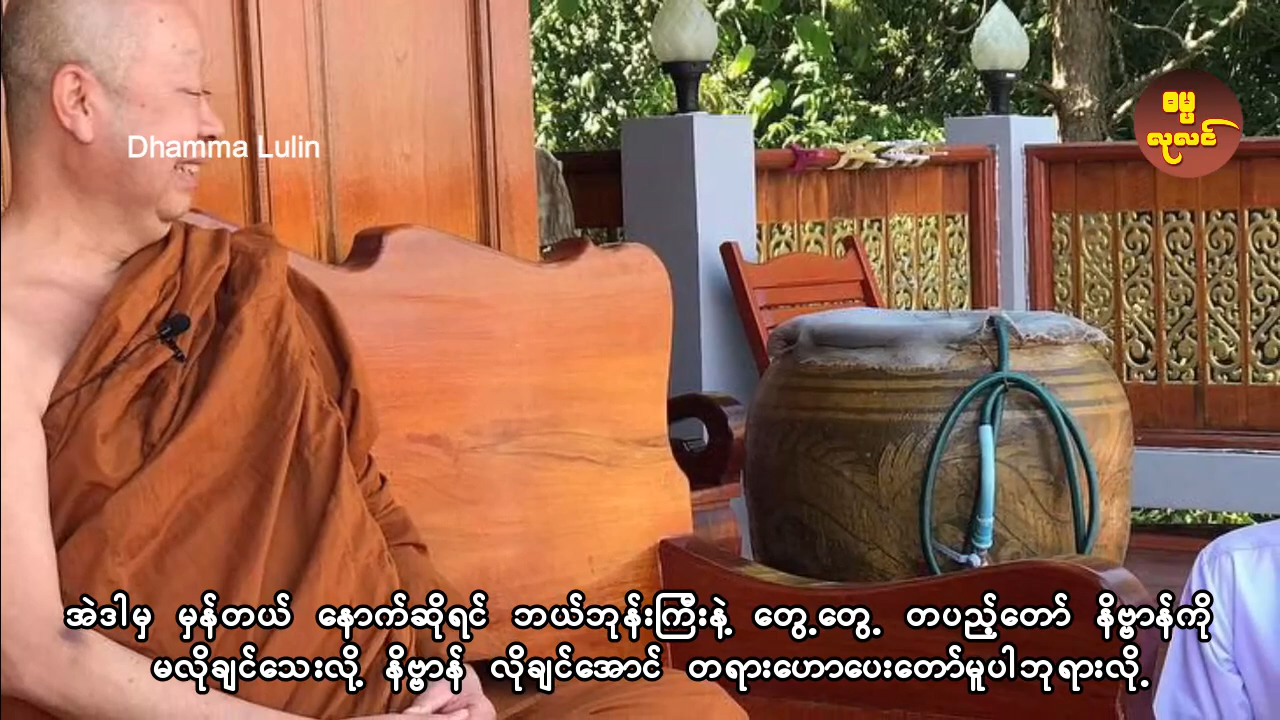 Dhamma Lulin
ဓမ္မ
လုလင်
အဲဒါမှ မှန်တယ် နောက်ဆိုရင် ဘယ်ဘုန်းကြီးနဲ့ တွေ့တွေ့ တပည့်တော် နိဗ္ဗာန်ကို
မလိုချင်သေးလို့ နိဗ္ဗာန် လိုချင်အောင် တရားဟောပေးတော်မူပါဘုရားလို့